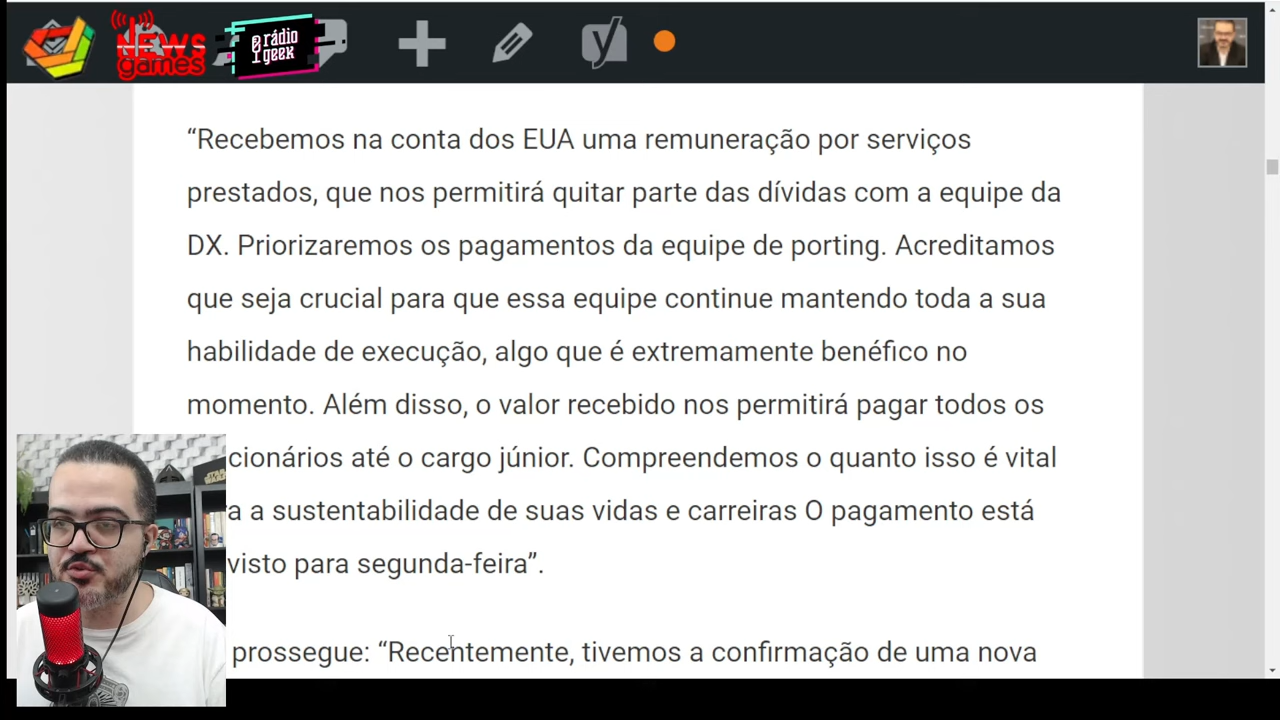 NEWS
games
rádio
geek
“Recebemos na conta dos EUA uma remuneração por serviços
prestados, que nos permitirá quitar parte das dívidas com a equipe da
DX. Priorizaremos os pagamentos da equipe de porting. Acreditamos
que seja crucial para que essa equipe continue mantendo toda a sua
habilidade de execução, algo que é extremamente benéfico no
momento. Além disso, o valor recebido nos permitirá pagar todos os
cionários até o cargo júnior. Compreendemos o quanto isso é vital
a a sustentabilidade de suas vidas e carreiras O pagamento está
visto para segunda-feira”.
prossegue: “Recentemente, tivemos a confirmação de uma nova